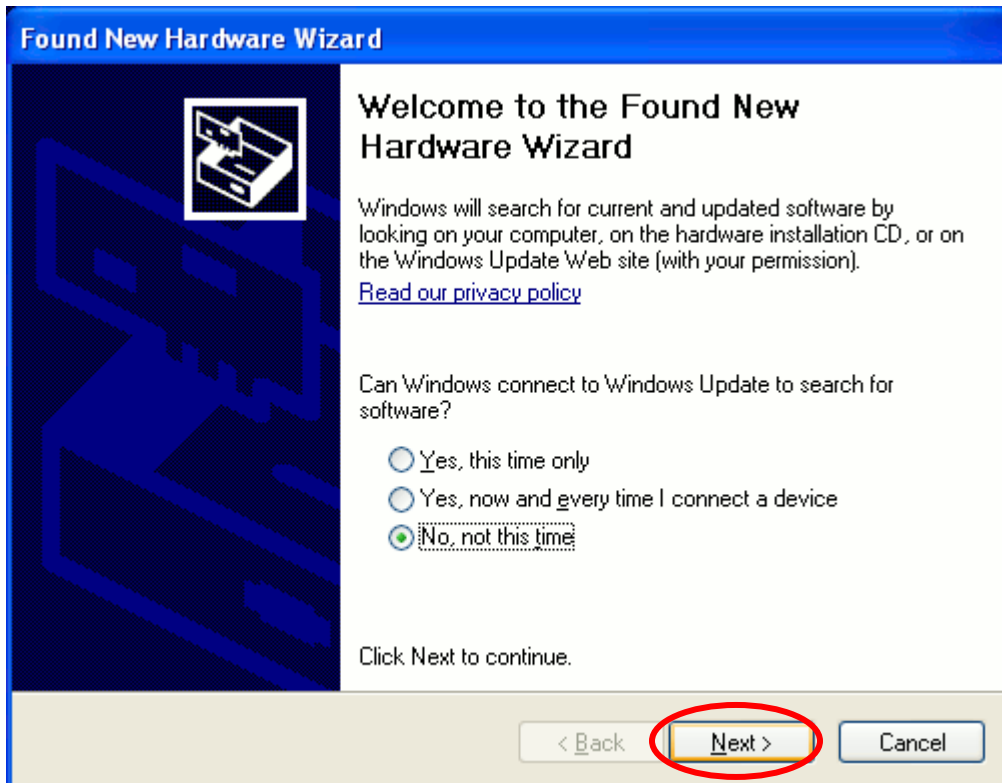 Found New Hardware Wizard
Welcome to the Found New
Hardware Wizard
Windows will search for current and updated software by
looking on your computer, on the hardware installation CD, or on
the Windows Update Web site (with your permission).
Read our privacy policy
Can Windows connect to Windows Update to search for
software?
Yes, this time only
Yes, now and every time I connect a device
No, not this time
Click Next to continue.
< Back Next > Cancel